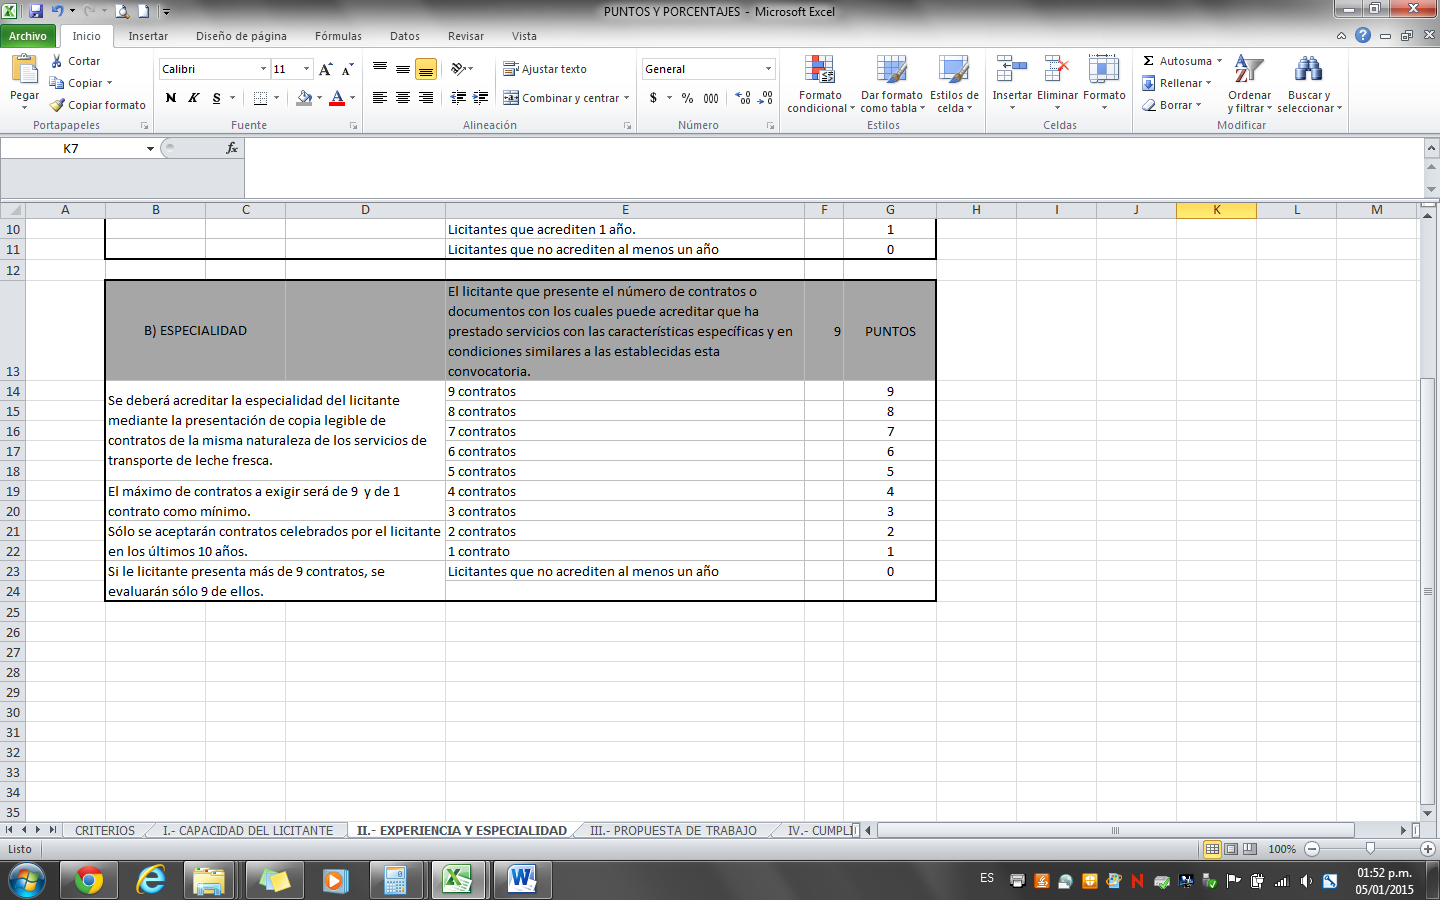 PUNTOS Y PORCENTAJES - Microsoft Excel
Archivo Inicio Insertar Diseño de página Fórmulas Datos Revisar Vista
Pegar
Cortar
Copiar
Copiar formato
Portapapeles
Calibri 11
N K S
Fuente
Ajustar texto
Combinar y centrar
Alineación
General
$ % 000
Número
Formato condicional
Dar formato como tabla
Estilos de celda
Estilos
Insertar Eliminar Formato
Celdas
Autosuma
Rellenar
Borrar
Ordenar y filtrar
Buscar y seleccionar
Modificar
K7 fx
A B C D E F G H I J K L M
10 Licitantes que acrediten 1 año. 1
11 Licitantes que no acrediten al menos un año 0
12
13 B) ESPECIALIDAD
El licitante que presente el número de contratos o
documentos con los cuales puede acreditar que ha
prestado servicios con las características específicas y en
condiciones similares a las establecidas esta
convocatoria.
9 PUNTOS
Se deberá acreditar la especialidad del licitante
mediante la presentación de copia legible de
contratos de la misma naturaleza de los servicios de
transporte de leche fresca.
El máximo de contratos a exigir será de 9  y de 1
contrato como mínimo.
Sólo se aceptarán contratos celebrados por el licitante
en los últimos 10 años.
Si le licitante presenta más de 9 contratos, se
evaluarán sólo 9 de ellos.
14 9 contratos 9
15 8 contratos 8
16 7 contratos 7
17 6 contratos 6
18 5 contratos 5
19 4 contratos 4
20 3 contratos 3
21 2 contratos 2
22 1 contrato 1
23 Licitantes que no acrediten al menos un año 0
24
25
26
27
28
29
30
31
32
33
34
35
CRITERIOS I.- CAPACIDAD DEL LICITANTE II.- EXPERIENCIA Y ESPECIALIDAD III.- PROPUESTA DE TRABAJO IV.- CUMPLI
Listo 100%
ES 01:52 p.m.
05/01/2015